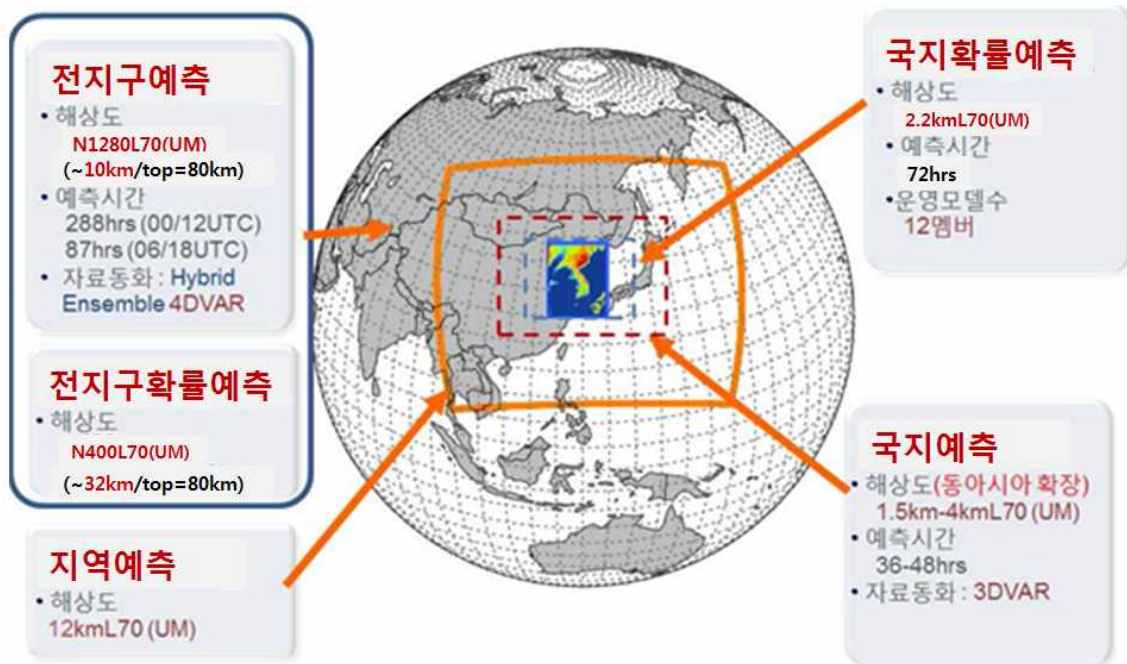 전지구예측
• 해상도
N1280L70(UM)
(~10km/top=80km)
• 예측시간
288hrs (00/12UTC)
87hrs (06/18UTC)
• 자료동화 : Hybrid
Ensemble 4DVAR
전지구확률예측
• 해상도
N400L70(UM)
(~32km/top=80km)
지역예측
• 해상도
12kmL70 (UM)
국지확률예측
• 해상도
2.2kmL70(UM)
• 예측시간
72hrs
•운영모델수
12멤버
국지예측
• 해상도(동아시아 확장)
1.5km-4kmL70 (UM)
• 예측시간
36-48hrs
• 자료동화 : 3DVAR